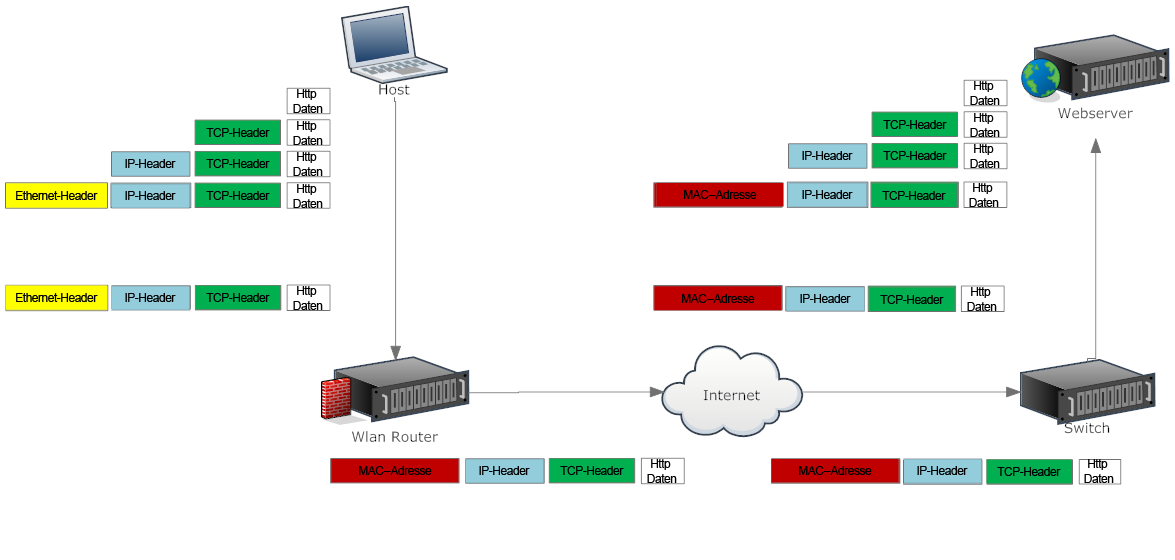 Host
Http
Daten
TCP-Header
Http
Daten
IP-Header
TCP-Header
Http
Daten
Ethernet-Header
IP-Header
TCP-Header
Http
Daten
Ethernet-Header
IP-Header
TCP-Header
Http
Daten
Wlan Router
MAC--Adresse
IP-Header
TCP-Header
Http
Daten
Internet
Switch
MAC--Adresse
IP-Header
TCP-Header
Http
Daten
MAC--Adresse
IP-Header
TCP-Header
Http
Daten
Webserver
Http
Daten
TCP-Header
Http
Daten
IP-Header
TCP-Header
Http
Daten
MAC--Adresse
IP-Header
TCP-Header
Http
Daten